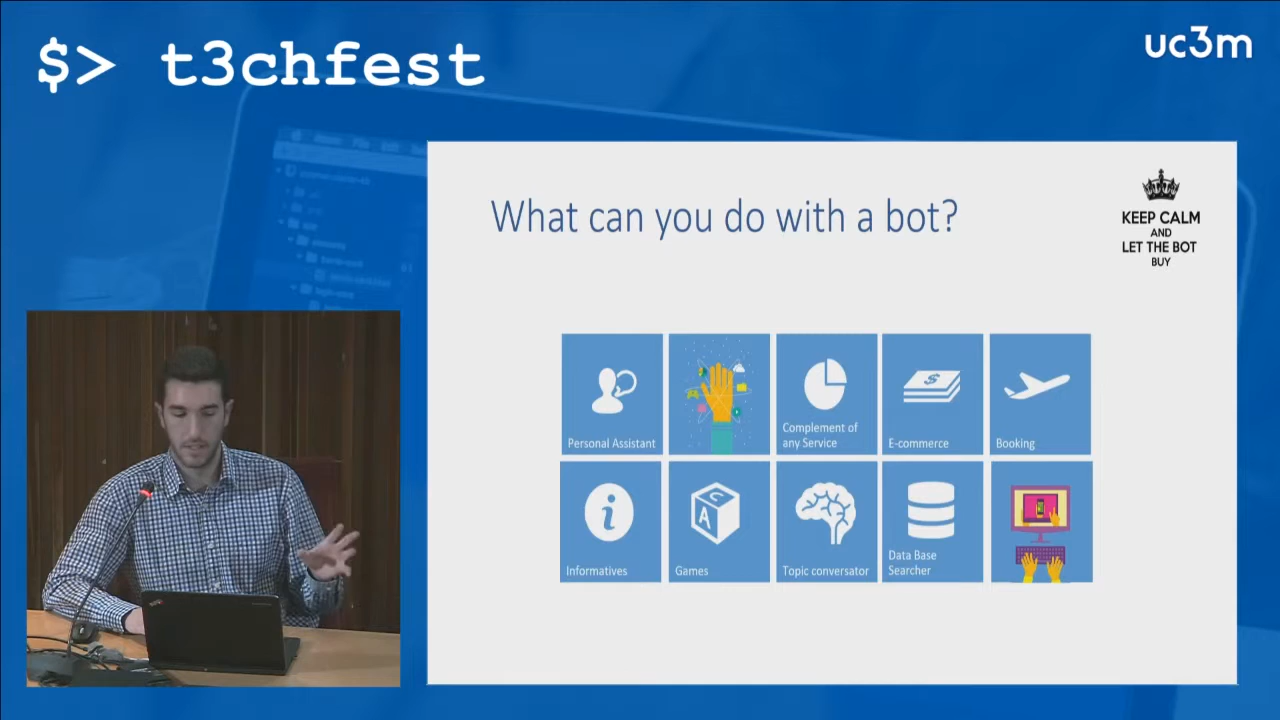 $> t3chfest
uc3m
What can you do with a bot?
KEEP CALM
AND
LET THE BOT
BUY
Personal Assistant
Complement of
any Service
E-commerce
Booking
Informatives
Games
Topic conversator
Data Base
Searcher